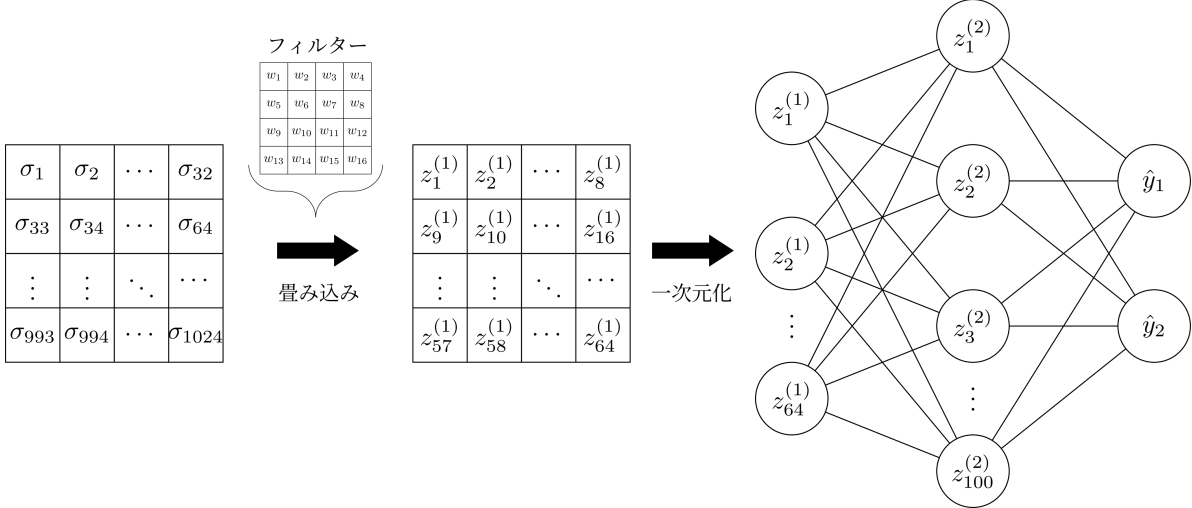 フィルター
w₁ w₂ w₃ w₄
w₅ w₆ w₇ w₈
w₉ w₁₀ w₁₁ w₁₂
w₁₃ w₁₄ w₁₅ w₁₆
σ₁ σ₂ ⋯ σ₃₂
σ₃₃ σ₃₄ ⋯ σ₆₄
⋮ ⋮ ⋱ ⋯
σ₉₉₃ σ₉₉₄ ⋯ σ₁₀₂₄
畳み込み
z₁⁽¹⁾ z₂⁽¹⁾ ⋯ z₈⁽¹⁾
z₉⁽¹⁾ z₁₀⁽¹⁾ ⋯ z₁₆⁽¹⁾
⋮ ⋮ ⋱ ⋯
z₅₇⁽¹⁾ z₅₈⁽¹⁾ ⋯ z₆₄⁽¹⁾
一次元化
z₁⁽¹⁾
z₂⁽¹⁾
⋮
z₆₄⁽¹⁾
z₁⁽²⁾
z₂⁽²⁾
z₃⁽²⁾
⋮
z₁₀₀⁽²⁾
ŷ₁
ŷ₂